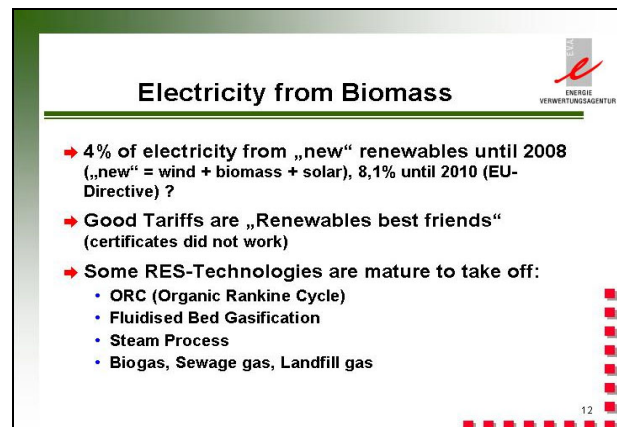 Electricity from Biomass
EVA
ENERGIE
VERWERTUNGSAGENTUR
4% of electricity from „new“ renewables until 2008
(„new“ = wind + biomass + solar), 8,1% until 2010 (EU-
Directive) ?
Good Tariffs are „Renewables best friends“
(certificates did not work)
Some RES-Technologies are mature to take off:
• ORC (Organic Rankine Cycle)
• Fluidised Bed Gasification
• Steam Process
• Biogas, Sewage gas, Landfill gas
12